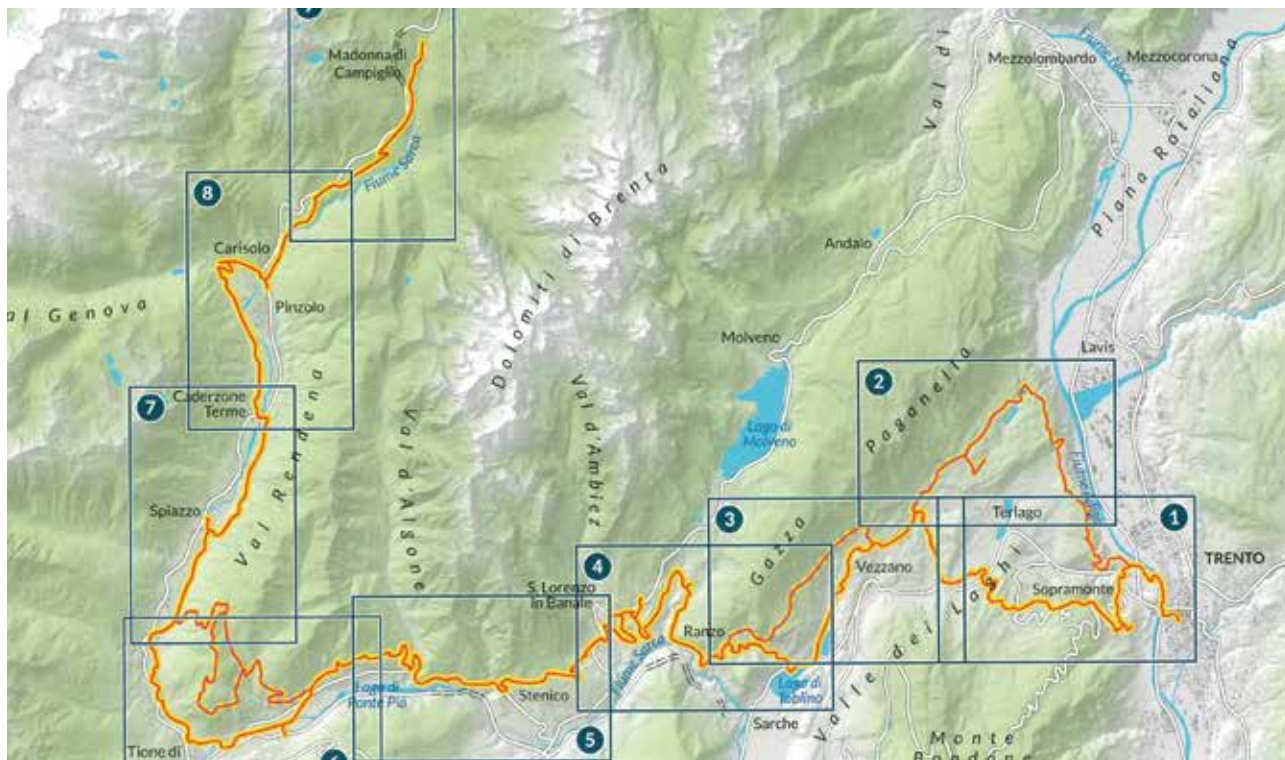 Madonna di
Campiglio
Fiume Sarca
8
Carisolo
Pinzolo
al Genova
7
Caderzone
Terme
Val Rendena
Spiazzo
Val d'Algone
Dolomiti di Brenta
Val d'Ambiez
Val di
Mezzolombardo
Fiume Noce
Mezzocorona
Piana Rotaliana
Andalo
Molveno
Lago di
Molveno
Lavis
2
Paganella
3
Gazza
Terlago
1
TRENTO
Vezzano
Sopramonte
Valle dei Laghi
4
S. Lorenzo
in Banale
Ranzo
Fiume Sarca
Lago di
Toblino
Sarche
Stenico
Lago di
Ponte Pià
5
Tione di
Monte